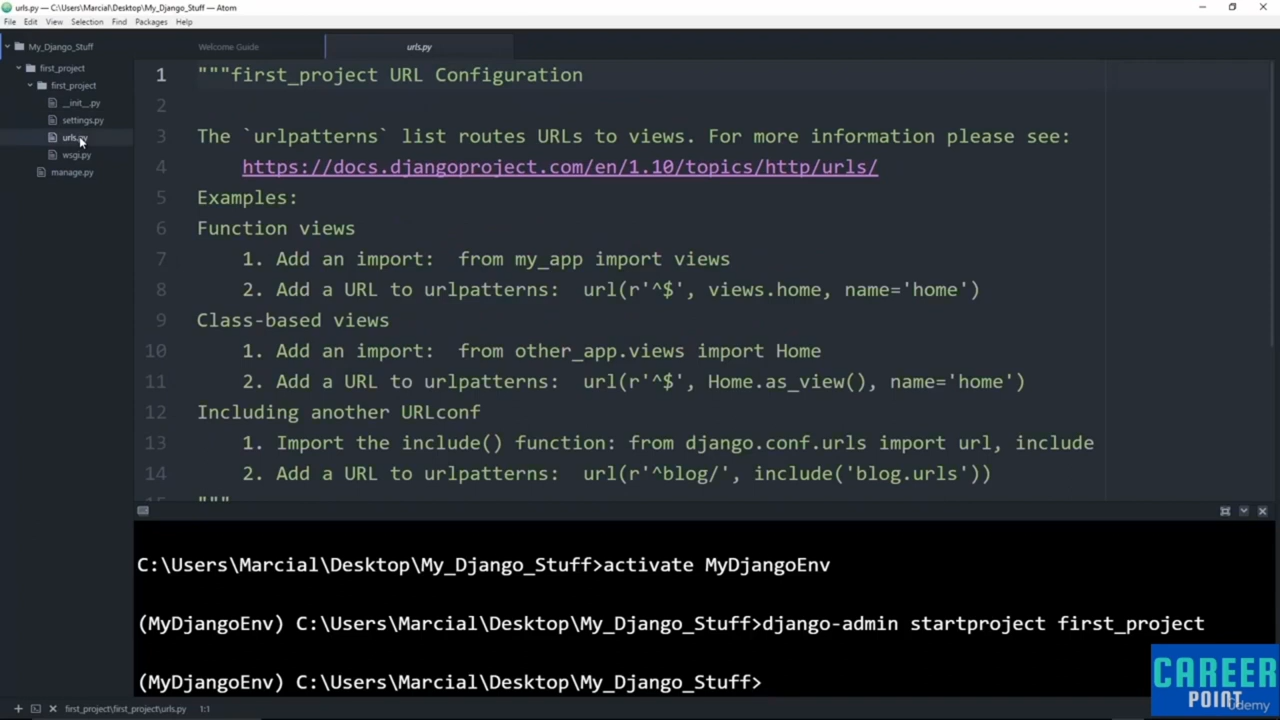 urls.py — C:\Users\Marcial\Desktop\My_Django_Stuff — Atom
File Edit View Selection Find Packages Help
My_Django_Stuff
first_project
first_project
__init__.py
settings.py
urls.py
wsgi.py
manage.py
Welcome Guide
urls.py
1 """first_project URL Configuration
2
3 The `urlpatterns` list routes URLs to views. For more information please see:
4 https://docs.djangoproject.com/en/1.10/topics/http/urls/
5 Examples:
6 Function views
7 1. Add an import:  from my_app import views
8 2. Add a URL to urlpatterns:  url(r'^$', views.home, name='home')
9 Class-based views
10 1. Add an import:  from other_app.views import Home
11 2. Add a URL to urlpatterns:  url(r'^$', Home.as_view(), name='home')
12 Including another URLconf
13 1. Import the include() function: from django.conf.urls import url, include
14 2. Add a URL to urlpatterns:  url(r'^blog/', include('blog.urls'))
15 """
C:\Users\Marcial\Desktop\My_Django_Stuff>activate MyDjangoEnv
(MyDjangoEnv) C:\Users\Marcial\Desktop\My_Django_Stuff>django-admin startproject first_project
(MyDjangoEnv) C:\Users\Marcial\Desktop\My_Django_Stuff>
CAREER
POINT
Udemy
first_project\first_project\urls.py 1:1